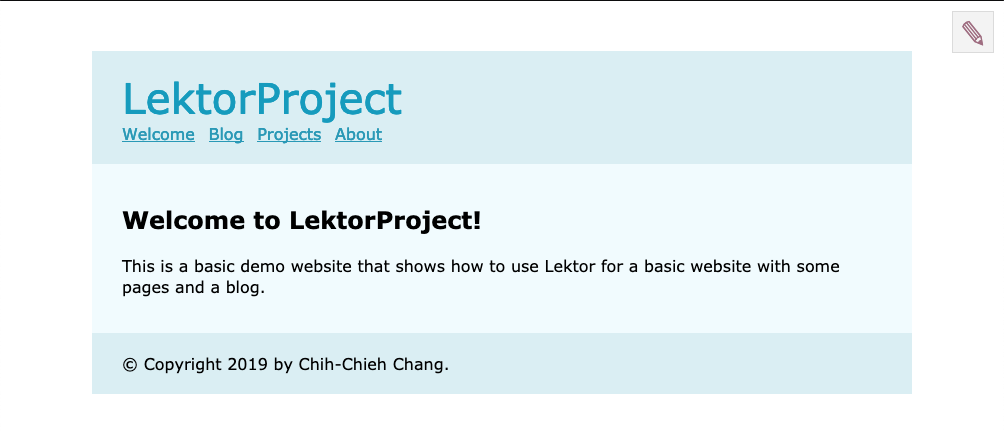 LektorProject
Welcome Blog Projects About
Welcome to LektorProject!
This is a basic demo website that shows how to use Lektor for a basic website with some
pages and a blog.
© Copyright 2019 by Chih-Chieh Chang.